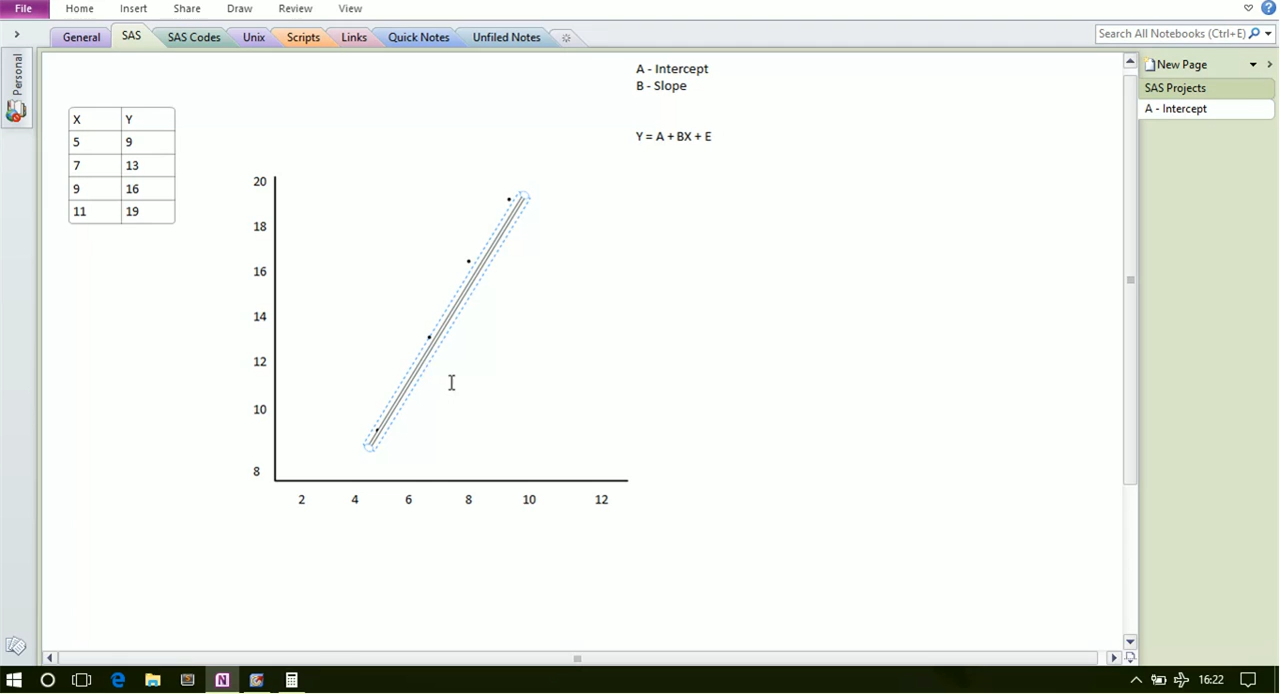 File Home Insert Share Draw Review View
General SAS SAS Codes Unix Scripts Links Quick Notes Unfiled Notes
Search All Notebooks (Ctrl+E)
Personal
New Page
SAS Projects
A - Intercept
A - Intercept
B - Slope
Y = A + BX + E
X Y
5 9
7 13
9 16
11 19
20
18
16
14
12
10
8
2 4 6 8 10 12
16:22